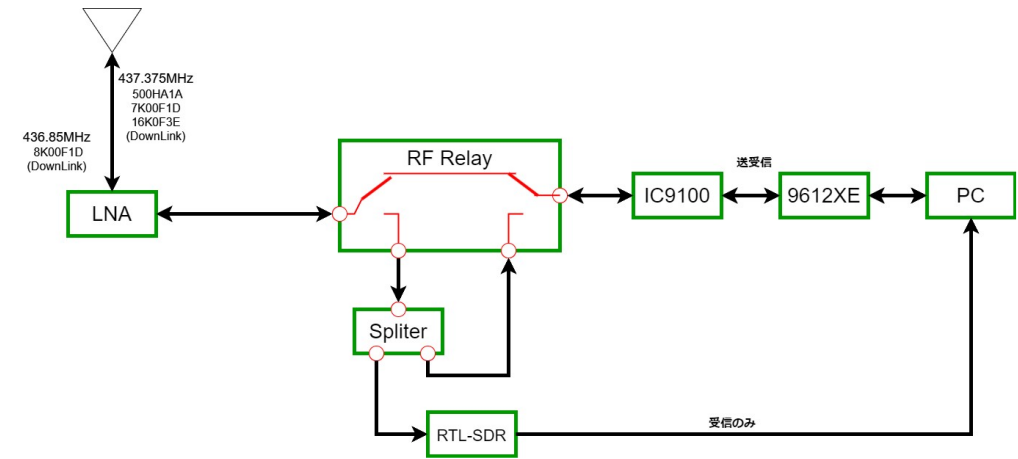 437.375MHz
500HA1A
7K00F1D
16K0F3E
(DownLink)
436.85MHz
8K00F1D
(DownLink)
LNA
RF Relay
送受信
IC9100
9612XE
PC
Spliter
RTL-SDR
受信のみ